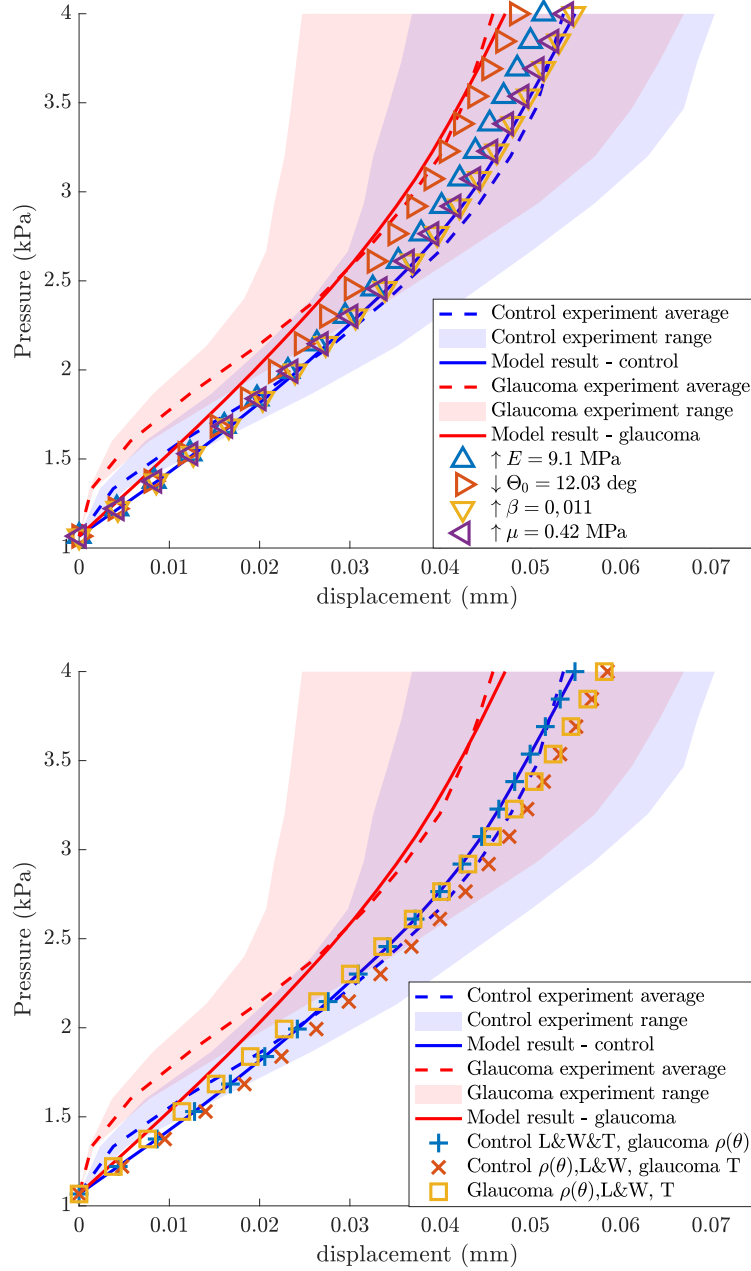 4
3.5
3
2.5
2
1.5
1
Pressure (kPa)
Control experiment average
Control experiment range
Model result - control
Glaucoma experiment average
Glaucoma experiment range
Model result - glaucoma
↑ E = 9.1 MPa
↓ Θ₀ = 12.03 deg
↑ β = 0,011
↑ μ = 0.42 MPa
0 0.01 0.02 0.03 0.04 0.05 0.06 0.07
displacement (mm)
4
3.5
3
2.5
2
1.5
1
Pressure (kPa)
Control experiment average
Control experiment range
Model result - control
Glaucoma experiment average
Glaucoma experiment range
Model result - glaucoma
Control L&W&T, glaucoma ρ(θ)
Control ρ(θ),L&W, glaucoma T
Glaucoma ρ(θ),L&W, T
0 0.01 0.02 0.03 0.04 0.05 0.06 0.07
displacement (mm)